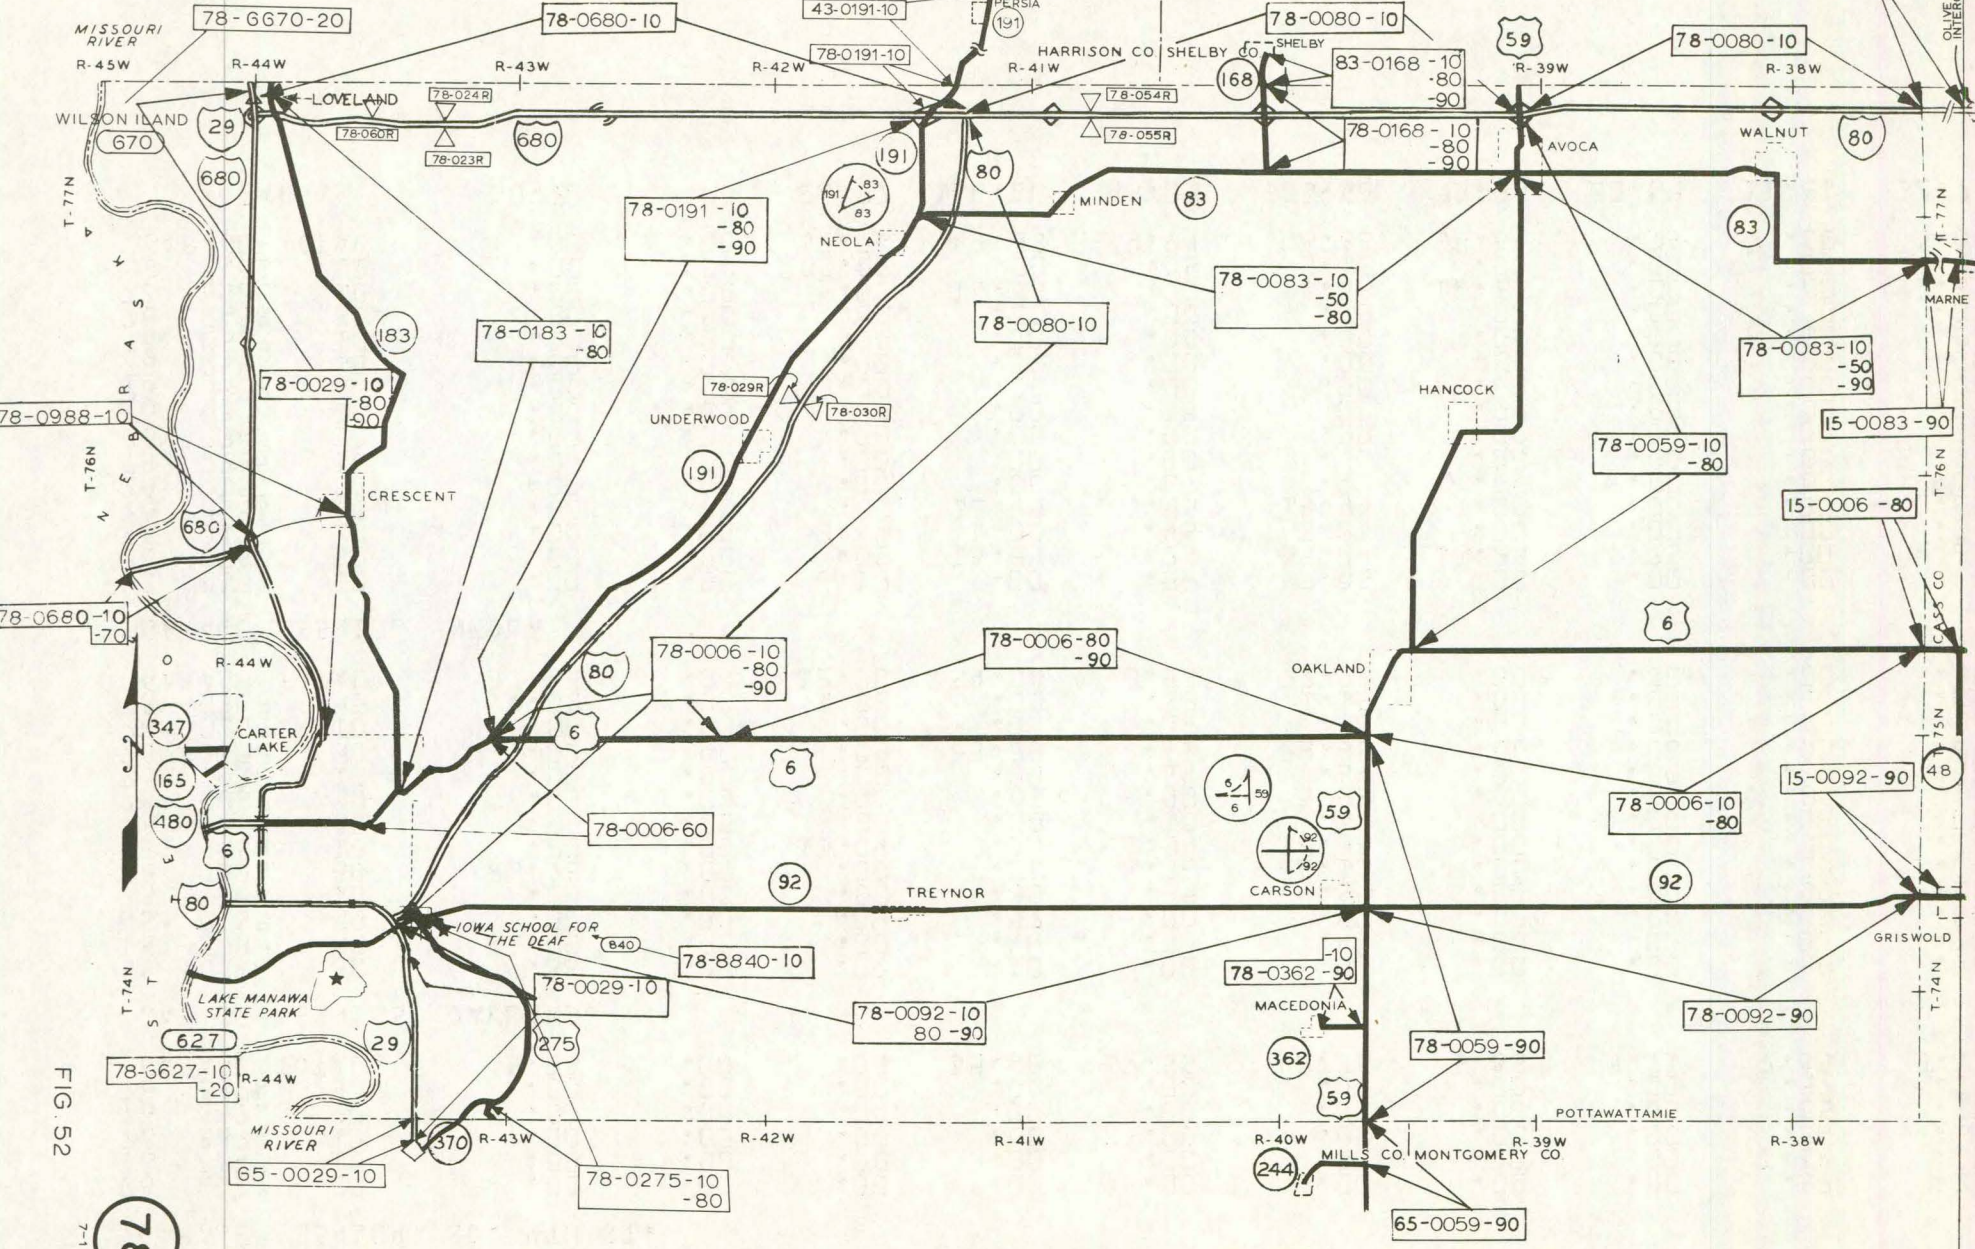 MISSOURI
RIVER
78-6670-20
78-0680-10
43-0191-10
78-0191-10
PERSIA
191
HARRISON CO
SHELBY CO
78-0080-10
SHELBY
168
83-0168-10
-80
-90
59
78-0080-10
R-45W
R-44W
R-43W
R-42W
R-41W
R-39W
R-38W
LOVELAND
78-024R
78-060R
78-023R
78-054R
78-055R
WILSON ILAND
670
29
680
680
191
80
78-0168-10
-80
-90
AVOCA
WALNUT
80
T-77N
T-77N
191
83
83
MINDEN
83
83
NEOLA
78-0191-10
-80
-90
78-0083-10
-50
-80
MARNE
78-0080-10
183
78-0183-10
-80
78-0083-10
-50
-90
78-0029-10
-80
-90
78-029R
78-030R
UNDERWOOD
HANCOCK
78-0988-10
15-0083-90
78-0059-10
-80
T-76N
T-76N
191
CRESCENT
15-0006-80
680
NEBRASKA
CASS CO
78-0680-10
-70
6
R-44W
78-0006-10
-80
-90
78-0006-80
-90
80
OAKLAND
347
CARTER
LAKE
6
6
T-75N
48
165
6
59
6
59
15-0092-90
480
6
78-0006-60
78-0006-10
-80
92
92
92
92
CARSON
TREYNOR
80
IOWA SCHOOL FOR
THE DEAF
840
78-8840-10
GRISWOLD
-10
78-0362-90
T-74N
T-74N
LAKE MANAWA
STATE PARK
78-0029-10
78-0092-10
80 -90
MACEDONIA
78-0092-90
627
29
275
362
78-0059-90
78-6627-10
-20
R-44W
59
FIG. 52
MISSOURI
RIVER
370
R-43W
R-42W
R-41W
R-40W
R-39W
R-38W
POTTAWATTAMIE
MILLS CO.
MONTGOMERY CO.
65-0029-10
78-0275-10
-80
244
65-0059-90
78